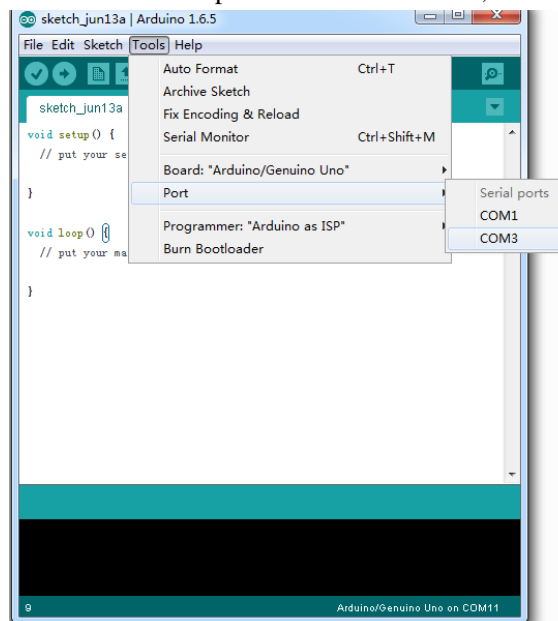 sketch_jun13a | Arduino 1.6.5
File Edit Sketch Tools Help
Auto Format Ctrl+T
Archive Sketch
sketch_jun13a
Fix Encoding & Reload
Serial Monitor Ctrl+Shift+M
void setup() {
// put your se
Board: "Arduino/Genuino Uno"
}
Port
Serial ports
COM1
Programmer: "Arduino as ISP"
void loop() {
COM3
Burn Bootloader
// put your ma
}
9 Arduino/Genuino Uno on COM11